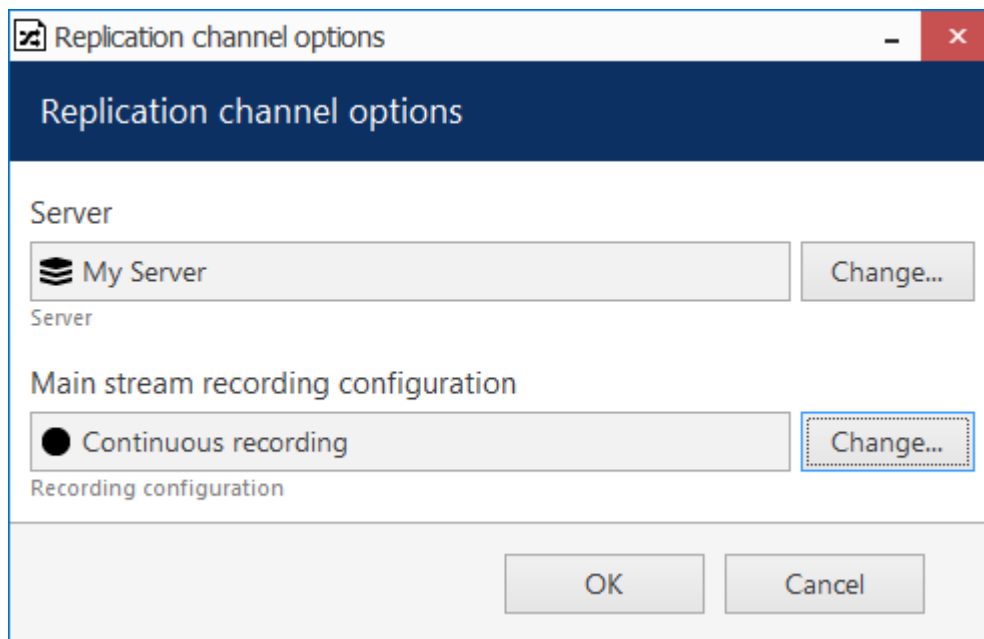 Replication channel options
Replication channel options
Server
My Server Change...
Server
Main stream recording configuration
Continuous recording Change...
Recording configuration
OK Cancel